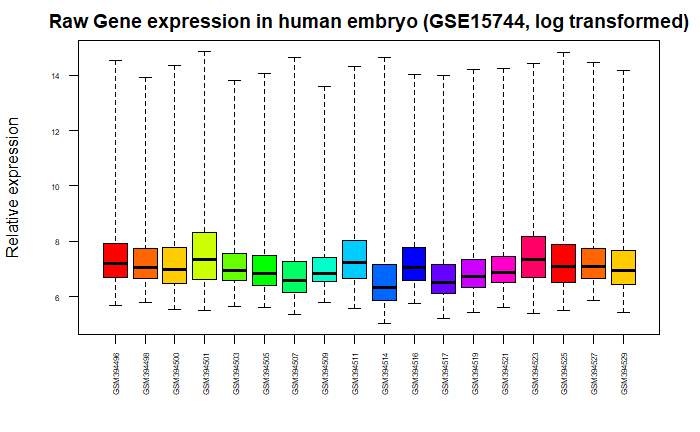 Raw Gene expression in human embryo (GSE15744, log transformed)
Relative expression
14
12
10
8
6
GSM394496
GSM394498
GSM394500
GSM394501
GSM394503
GSM394505
GSM394507
GSM394509
GSM394511
GSM394514
GSM394516
GSM394517
GSM394519
GSM394521
GSM394523
GSM394525
GSM394527
GSM394529